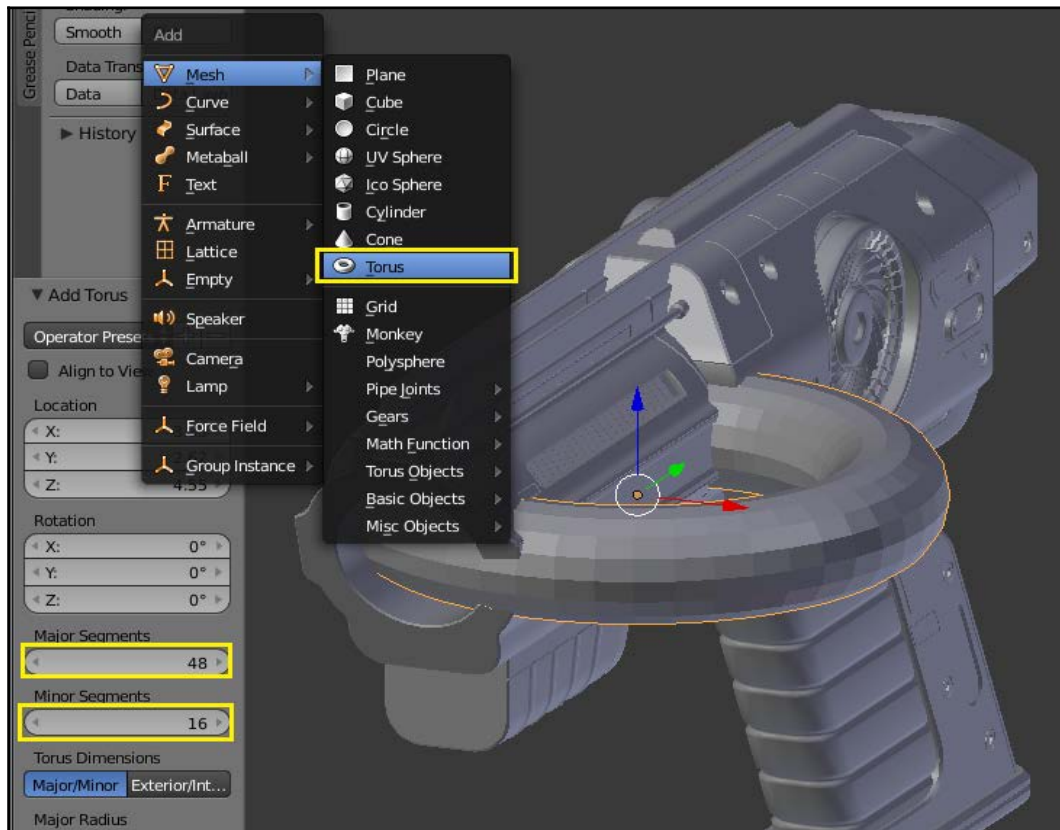 Grease Penci
Smooth
Data Trans
Data
History
Add
Mesh
Curve
Surface
Metaball
Text
Armature
Lattice
Empty
Speaker
Camera
Lamp
Force Field
Group Instance
Plane
Cube
Circle
UV Sphere
Ico Sphere
Cylinder
Cone
Torus
Grid
Monkey
Polysphere
Pipe Joints
Gears
Math Function
Torus Objects
Basic Objects
Misc Objects
Add Torus
Operator Prese
Align to Vie
Location
X:
Y:
Z: 4.55
Rotation
X: 0°
Y: 0°
Z: 0°
Major Segments
48
Minor Segments
16
Torus Dimensions
Major/Minor Exterior/Int...
Major Radius